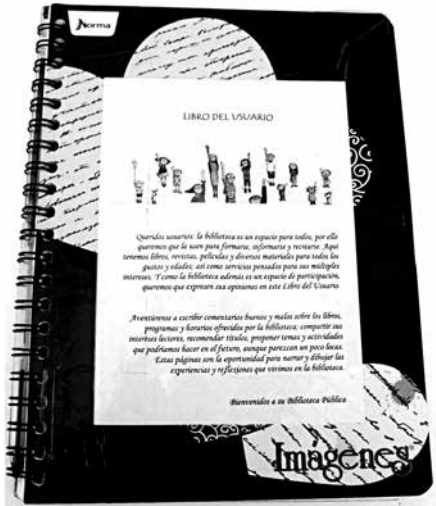 Norma
LIBRO DEL USUARIO
Queridos usuarios: la biblioteca es un espacio para todos, por ello
queremos que la usen para formarse, informarse y recrearse. Aquí
tenemos libros, revistas, películas y diversos materiales para todos los
gustos y edades; así como servicios pensados para sus múltiples
intereses. Y como la biblioteca además es un espacio de participación,
queremos que expresen sus opiniones en este Libro del Usuario.
Aventúrense a escribir comentarios buenos y malos sobre los libros,
programas y horarios ofrecidos por la biblioteca; compartir sus
intertses lectores, recomendar títulos, proponer temas y actividades
que podríamos hacer en el futuro, aunque parezcan un poco locas.
Estas páginas son la oportunidad para narrar y dibujar las
experiencias y reflexiones que vivimos en la biblioteca.
Bienvenidos a su Biblioteca Pública
Imagenes